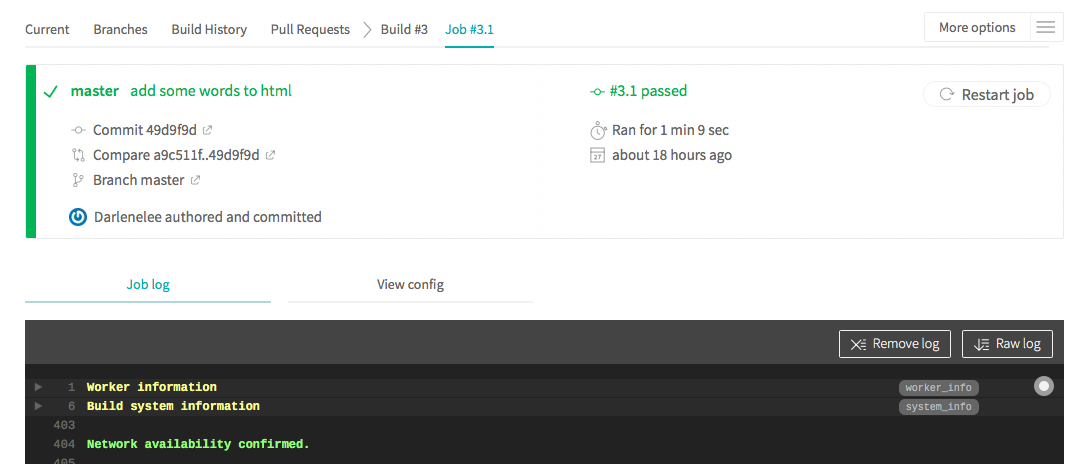 Current Branches Build History Pull Requests Build #3 Job #3.1 More options
master add some words to html #3.1 passed Restart job
Commit 49d9f9d Ran for 1 min 9 sec
Compare a9c511f..49d9f9d 27 about 18 hours ago
Branch master
Darlenelee authored and committed
Job log View config
Remove log Raw log
1 Worker information worker_info
6 Build system information system_info
403
404 Network availability confirmed.
405